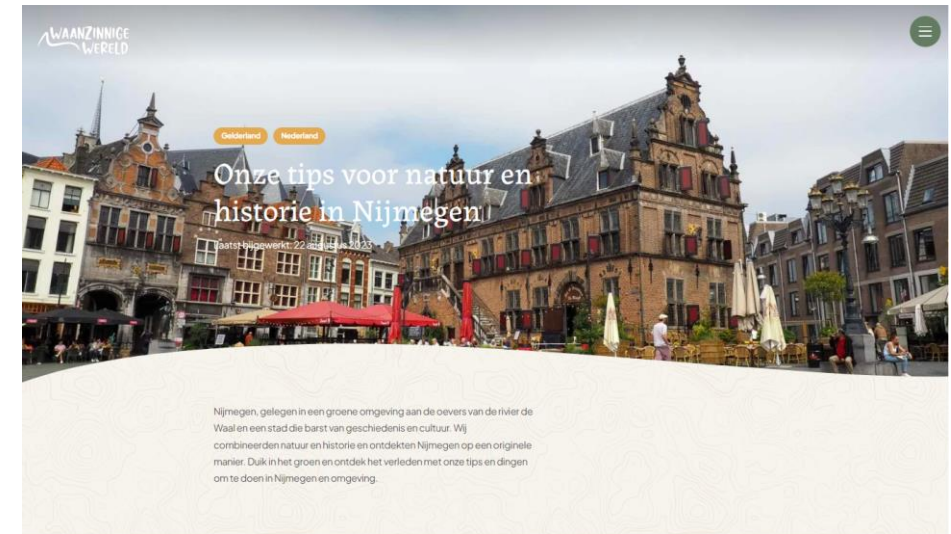 WAANZINNIGE
WERELD
Gelderland Nederland
Onze tips voor natuur en
historie in Nijmegen
Laatst bijgewerkt: 22 augustus 2023
Nijmegen, gelegen in een groene omgeving aan de oevers van de rivier de
Waal en een stad die barst van geschiedenis en cultuur. Wij
combineerden natuur en historie en ontdekten Nijmegen op een originele
manier. Duik in het groen en ontdek het verleden met onze tips en dingen
om te doen in Nijmegen en omgeving.